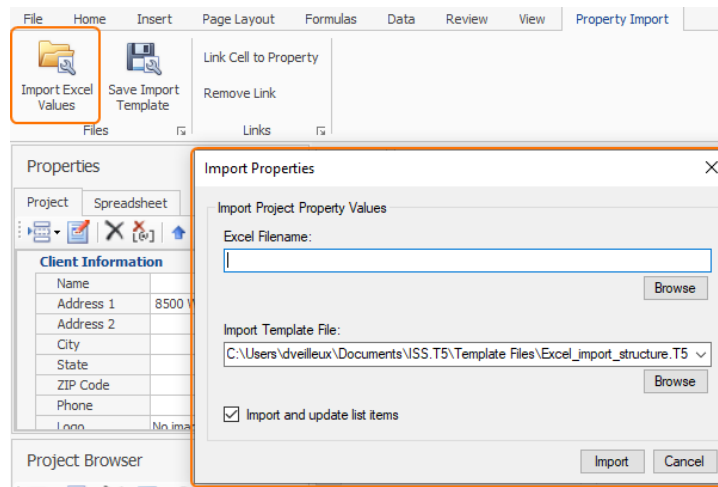 File Home Insert Page Layout Formulas Data Review View Property Import
Import Excel Values
Save Import Template
Link Cell to Property
Remove Link
Files Links
Properties
Project Spreadsheet
Client Information
Name
Address 1 8500
Address 2
City
State
ZIP Code
Phone
Logo
Project Browser
Import Properties
Import Project Property Values
Excel Filename:
Browse
Import Template File:
C:\Users\dveilleux\Documents\ISS.T5\Template Files\Excel_import_structure.T5
Browse
Import and update list items
Import Cancel